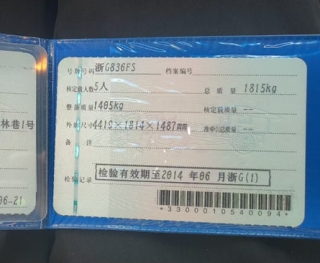 号牌号码 浙G836FS 档案编号
核定载人数 5人 总质量 1815kg
整备质量 1405kg 核定载质量 --
外廓尺寸 4410×1814×1487mm 准牵引总质量 --
备注
检验记录 检验有效期至2014年06月浙G(1)
*3300010540094*
林巷1号
06-21